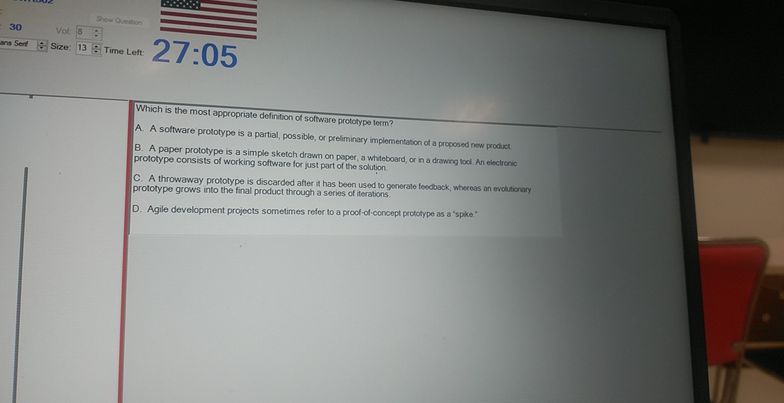 30
Vol: 8
Show Question
Size: 13
Time Left:
27:05
Which is the most appropriate definition of software prototype term?
A. A software prototype is a partial, possible, or preliminary implementation of a proposed new product.
B. A paper prototype is a simple sketch drawn on paper, a whiteboard, or in a drawing tool. An electronic
prototype consists of working software for just part of the solution.
C. A throwaway prototype is discarded after it has been used to generate feedback, whereas an evolutionary
prototype grows into the final product through a series of iterations.
D. Agile development projects sometimes refer to a proof-of-concept prototype as a "spike."